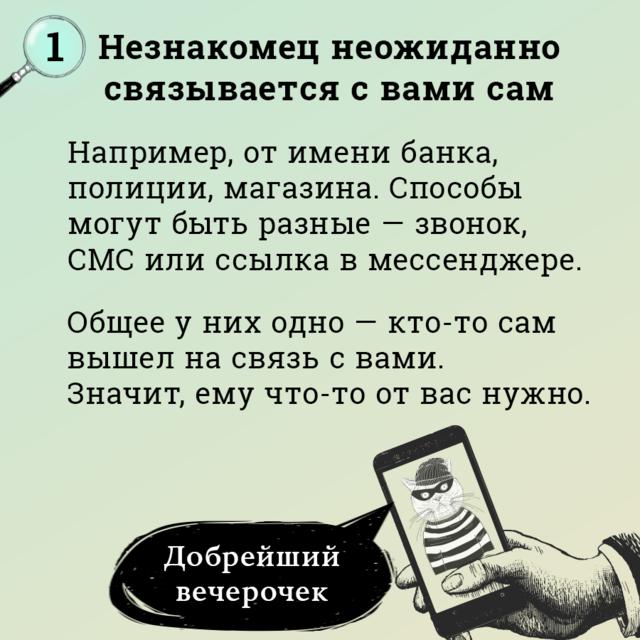 1
Незнакомец неожиданно
связывается с вами сам
Например, от имени банка,
полиции, магазина. Способы
могут быть разные — звонок,
СМС или ссылка в мессенджере.
Общее у них одно — кто-то сам
вышел на связь с вами.
Значит, ему что-то от вас нужно.
Добрейший
вечерочек